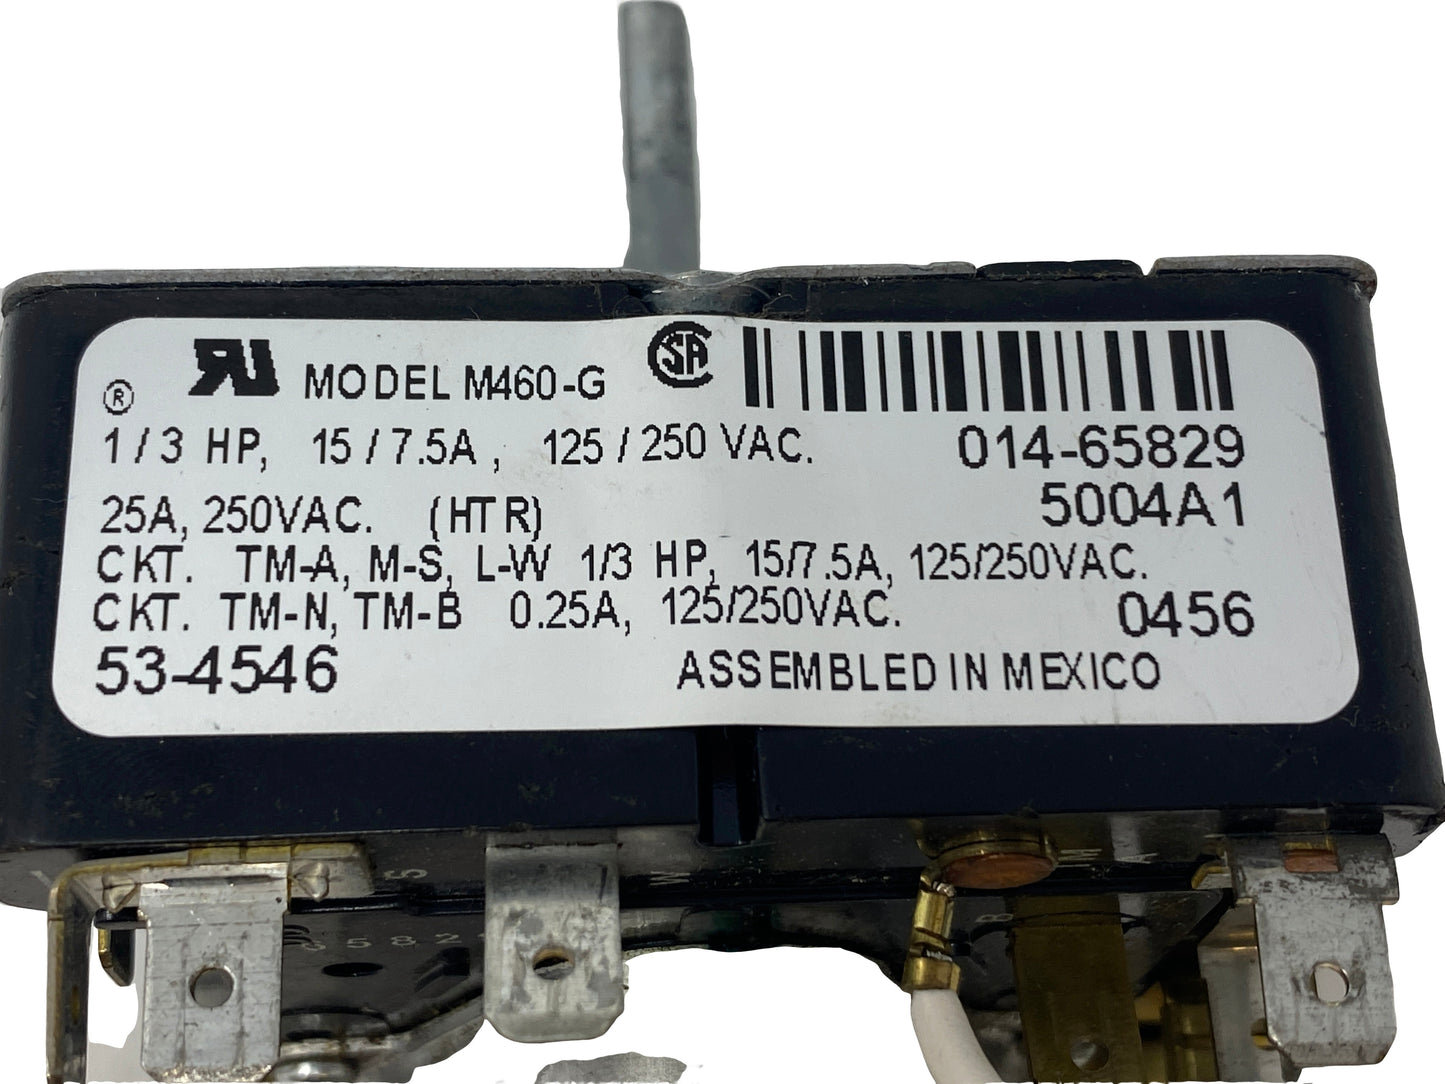 ® RU MODEL M460-G CSA
1/3 HP, 15/7.5A, 125/250 VAC. 014-65829
25A, 250VAC. (HTR) 5004A1
CKT. TM-A, M-S, L-W 1/3 HP, 15/7.5A, 125/250VAC.
CKT. TM-N, TM-B 0.25A, 125/250VAC. 0456
53-4546 ASSEMBLED IN MEXICO
S W M A
B